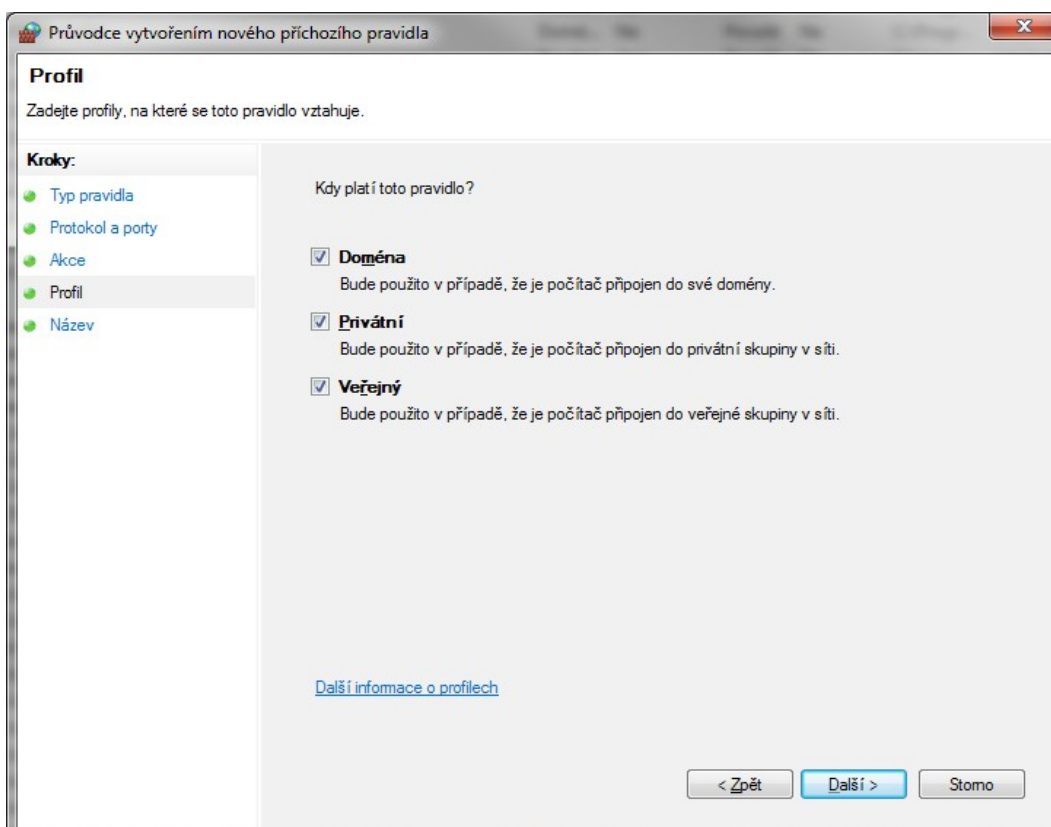 Průvodce vytvořením nového příchozího pravidla
Profil
Zadejte profily, na které se toto pravidlo vztahuje.
Kroky:
Typ pravidla
Protokol a porty
Akce
Profil
Název
Kdy platí toto pravidlo?
Doména
Bude použito v případě, že je počítač připojen do své domény.
Privátní
Bude použito v případě, že je počítač připojen do privátní skupiny v síti.
Veřejný
Bude použito v případě, že je počítač připojen do veřejné skupiny v síti.
Další informace o profilech
< Zpět
Další >
Storno